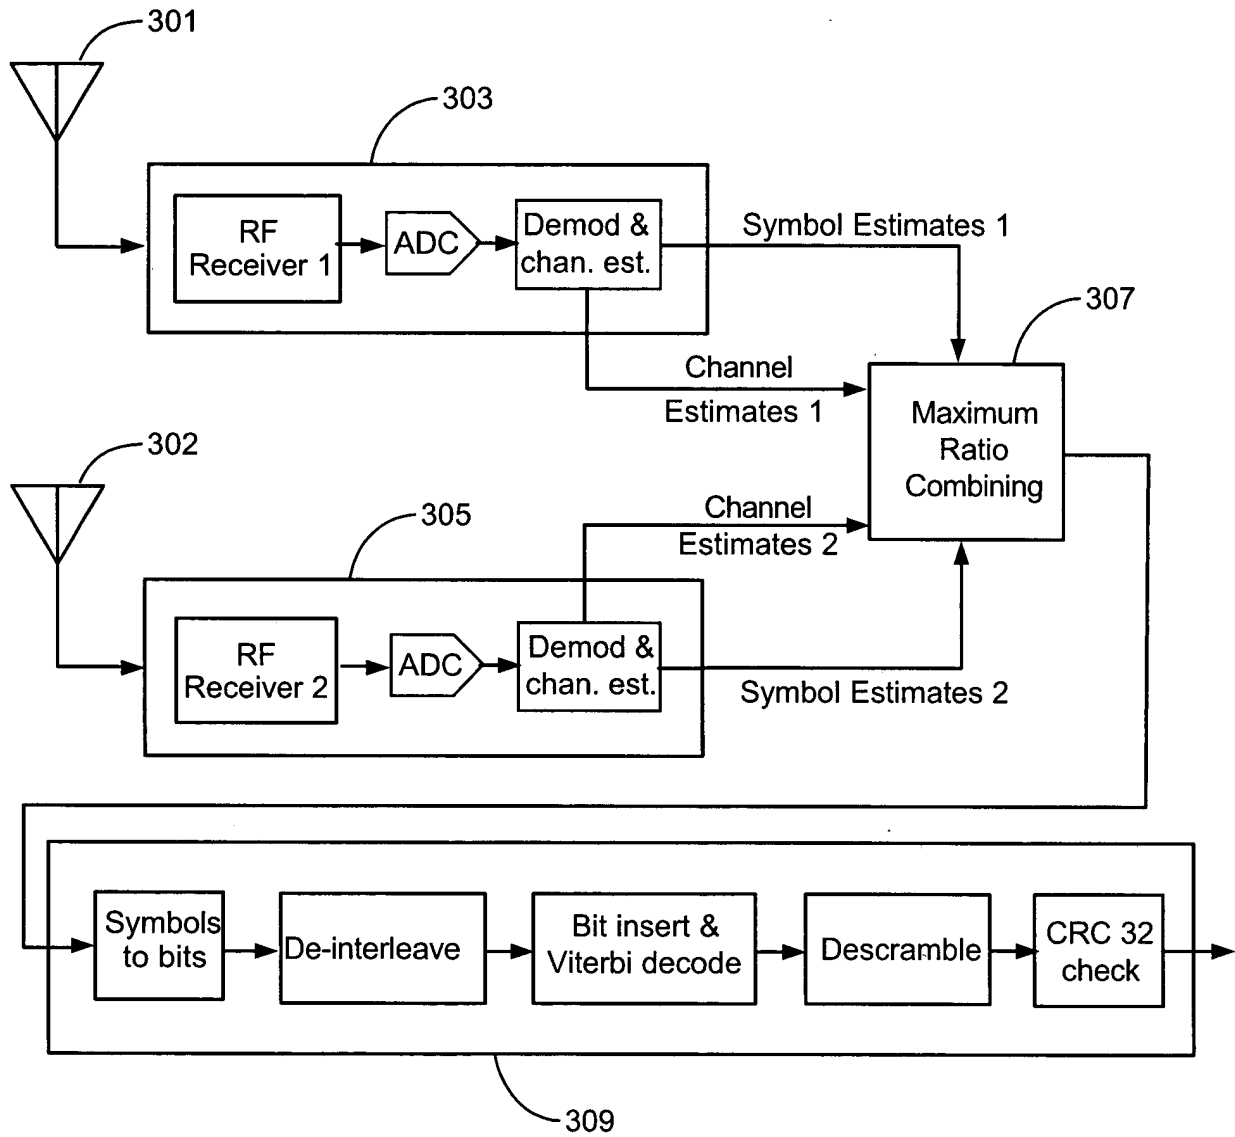 301
303
RF
Receiver 1
ADC
Demod &
chan. est.
Symbol Estimates 1
307
Channel
Estimates 1
Maximum
Ratio
Combining
302
305
Channel
Estimates 2
RF
Receiver 2
ADC
Demod &
chan. est.
Symbol Estimates 2
Symbols
to bits
De-interleave
Bit insert &
Viterbi decode
Descramble
CRC 32
check
309